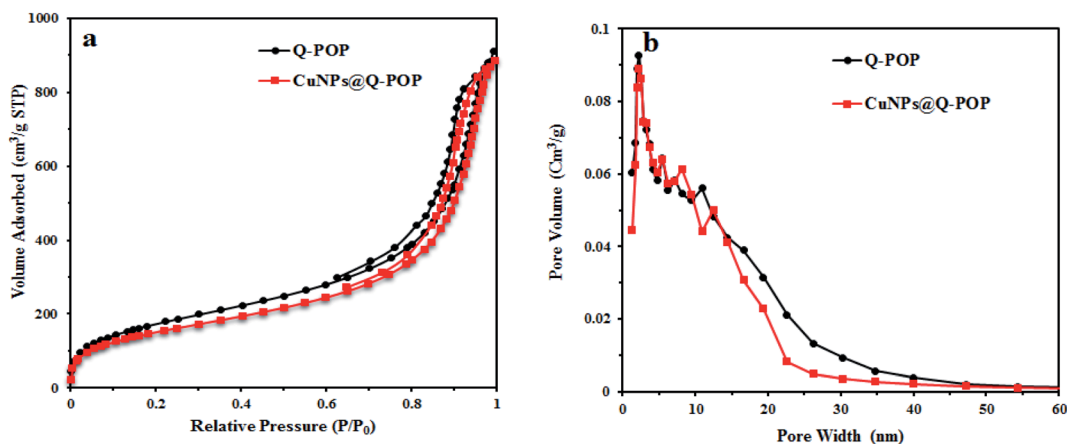 a
Q-POP
CuNPs@Q-POP
Volume Adsorbed (cm³/g STP)
1000
800
600
400
200
0
0 0.2 0.4 0.6 0.8 1
Relative Pressure (P/P₀)
b
Q-POP
CuNPs@Q-POP
Pore Volume (Cm³/g)
0.1
0.08
0.06
0.04
0.02
0
0 10 20 30 40 50 60
Pore Width (nm)